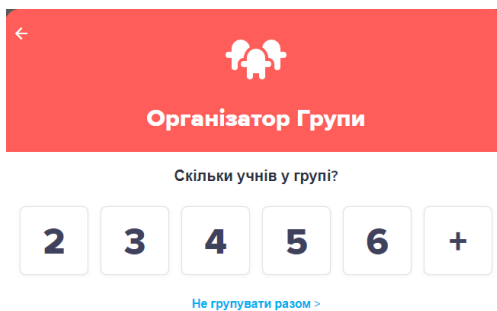 Організатор Групи
Скільки учнів у групі?
2 3 4 5 6 +
Не групувати разом >